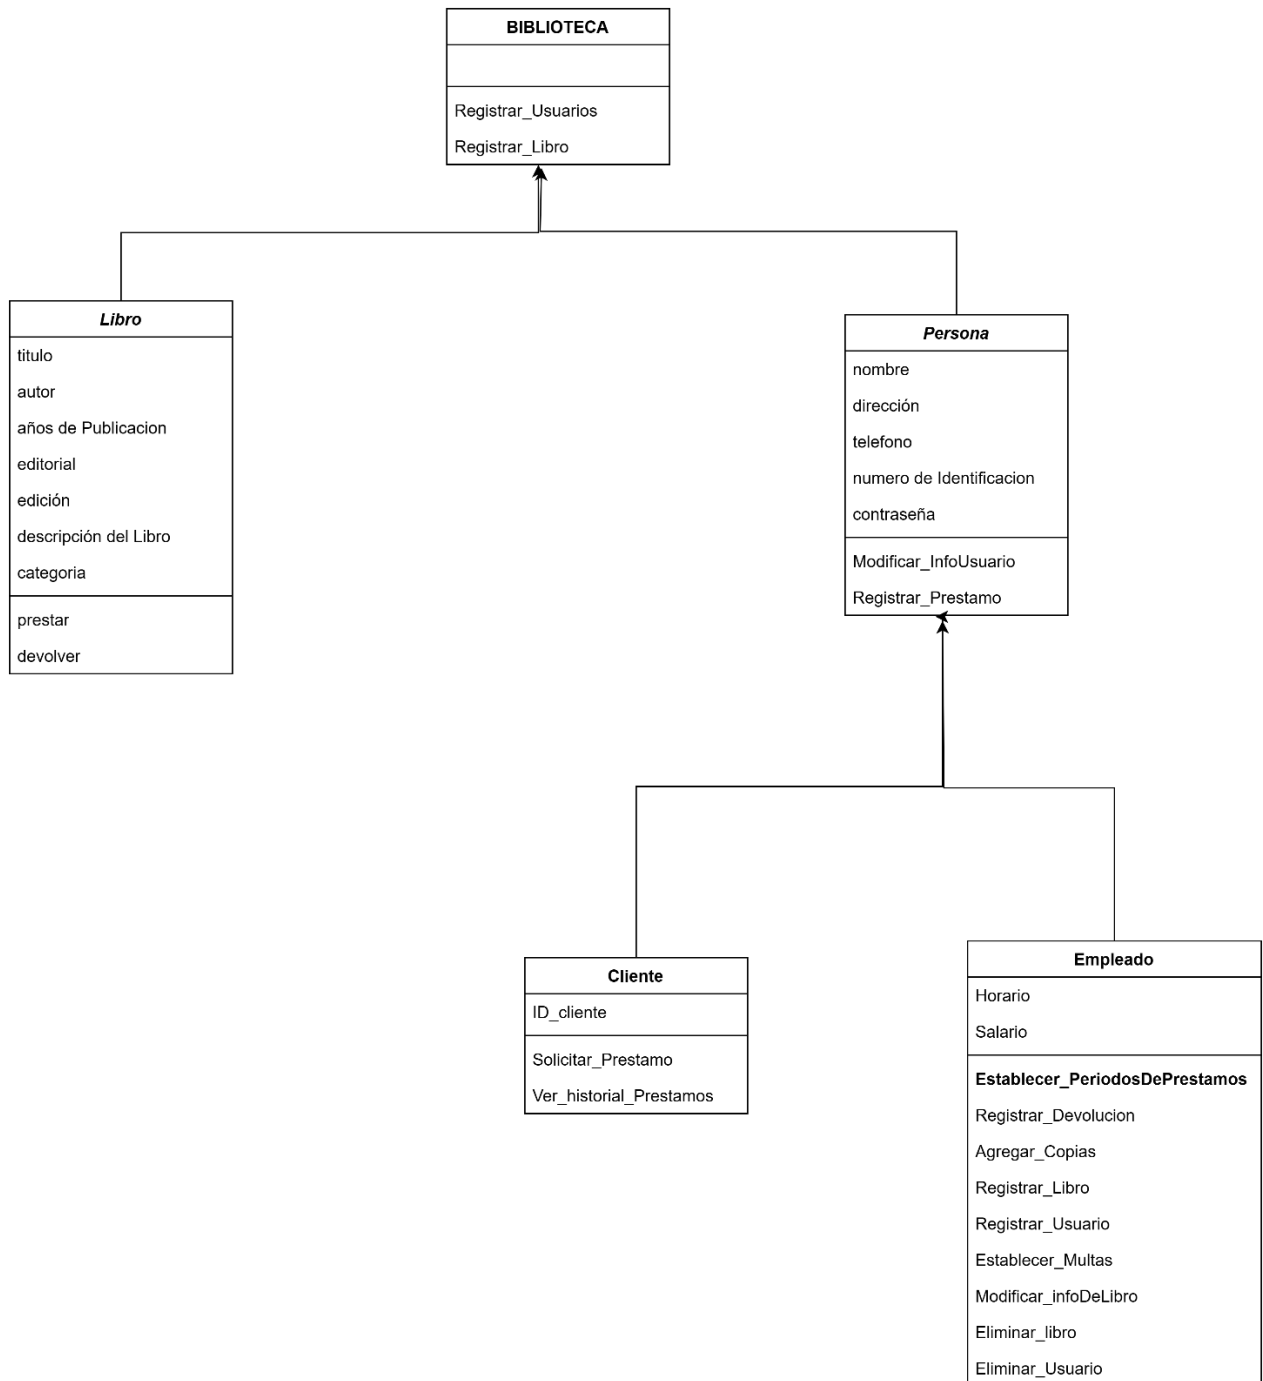 BIBLIOTECA
Registrar_Usuarios
Registrar_Libro
Libro
titulo
autor
años de Publicacion
editorial
edición
descripción del Libro
categoria
prestar
devolver
Persona
nombre
dirección
telefono
numero de Identificacion
contraseña
Modificar_InfoUsuario
Registrar_Prestamo
Cliente
ID_cliente
Solicitar_Prestamo
Ver_historial_Prestamos
Empleado
Horario
Salario
Establecer_PeriodosDePrestamos
Registrar_Devolucion
Agregar_Copias
Registrar_Libro
Registrar_Usuario
Establecer_Multas
Modificar_infoDeLibro
Eliminar_libro
Eliminar_Usuario